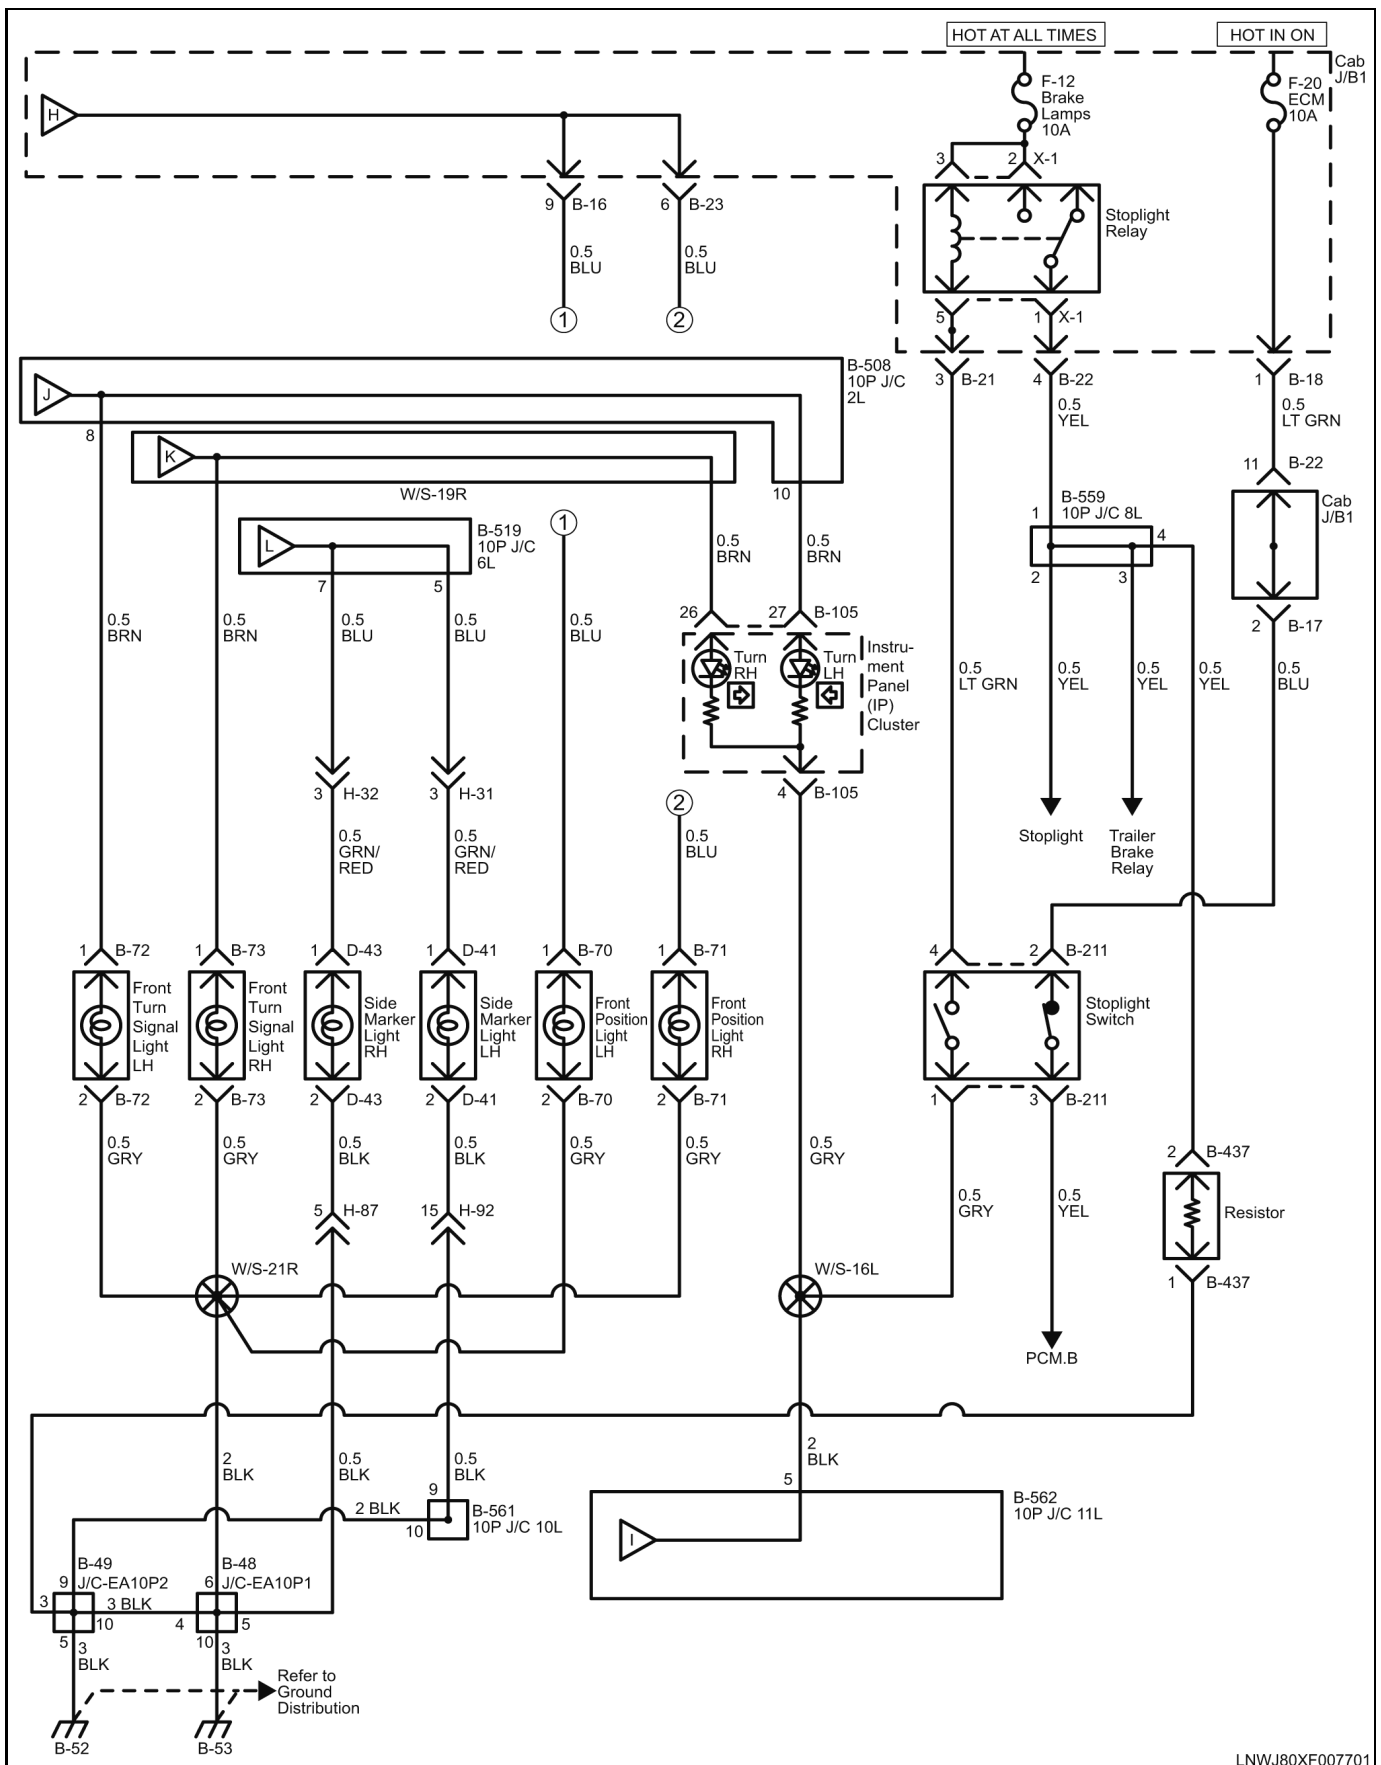 HOT AT ALL TIMES
HOT IN ON
Cab
J/B1
F-12
Brake
Lamps
10A
F-20
ECM
10A
H
3
2
X-1
Stoplight
Relay
9
B-16
6
B-23
0.5
BLU
0.5
BLU
1
2
5
1
X-1
3
B-21
4
B-22
1
B-18
0.5
YEL
0.5
LT GRN
J
B-508
10P J/C
2L
8
K
W/S-19R
10
11
B-22
Cab
J/B1
L
B-519
10P J/C
6L
7
5
1
0.5
BRN
0.5
BRN
B-559
10P J/C 8L
1
4
2
3
2
B-17
0.5
BRN
0.5
BRN
0.5
BLU
0.5
BLU
0.5
BLU
26
27
B-105
Turn
RH
Turn
LH
Instru-
ment
Panel
(IP)
Cluster
0.5
LT GRN
0.5
YEL
0.5
YEL
0.5
YEL
0.5
BLU
3
H-32
3
H-31
4
B-105
2
0.5
GRN/
RED
0.5
GRN/
RED
0.5
BLU
Stoplight
Trailer
Brake
Relay
1
B-72
1
B-73
1
D-43
1
D-41
1
B-70
1
B-71
4
2
B-211
Front
Turn
Signal
Light
LH
Front
Turn
Signal
Light
RH
Side
Marker
Light
RH
Side
Marker
Light
LH
Front
Position
Light
LH
Front
Position
Light
RH
Stoplight
Switch
2
B-72
2
B-73
2
D-43
2
D-41
2
B-70
2
B-71
1
3
B-211
0.5
GRY
0.5
GRY
0.5
BLK
0.5
BLK
0.5
GRY
0.5
GRY
0.5
GRY
2
B-437
0.5
GRY
0.5
YEL
Resistor
5
H-87
15
H-92
W/S-21R
W/S-16L
1
B-437
PCM.B
2
BLK
0.5
BLK
0.5
BLK
2
BLK
9
2 BLK
10
B-561
10P J/C 10L
5
B-562
10P J/C 11L
I
B-49
9
J/C-EA10P2
B-48
6
J/C-EA10P1
3
3 BLK
10
4
5
5
3
BLK
10
3
BLK
Refer to
Ground
Distribution
B-52
B-53
LNWJ80XF007701